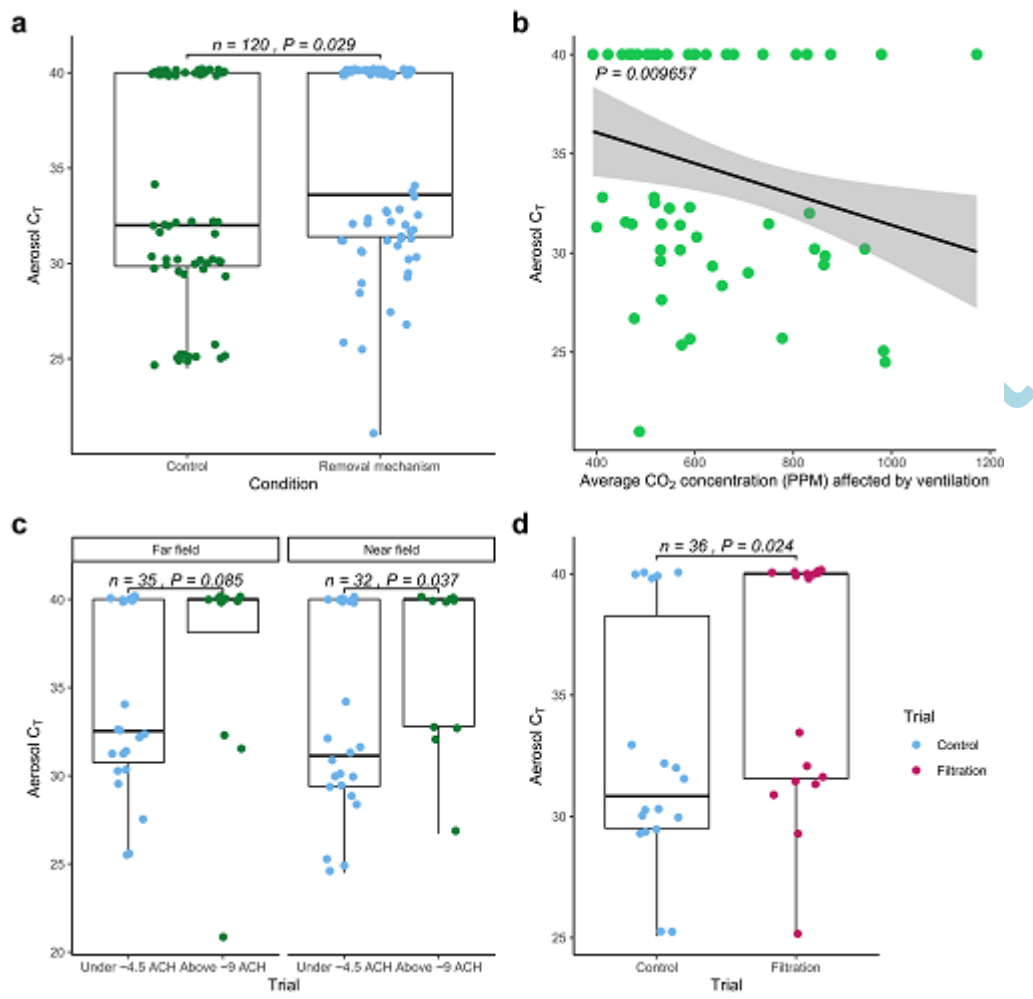 a
n = 120 , P = 0.029
40
35
30
25
Aerosol CT
Control
Removal mechanism
Condition
b
P = 0.009657
40
35
30
25
Aerosol CT
400
600
800
1000
1200
Average CO2 concentration (PPM) affected by ventilation
c
Far field
Near field
n = 35 , P = 0.085
n = 32 , P = 0.037
40
35
30
25
20
Aerosol CT
Under ~4.5 ACH
Above ~9 ACH
Under ~4.5 ACH
Above ~9 ACH
Trial
d
n = 36 , P = 0.024
40
35
30
25
Aerosol CT
Control
Filtration
Trial
Trial
Control
Filtration